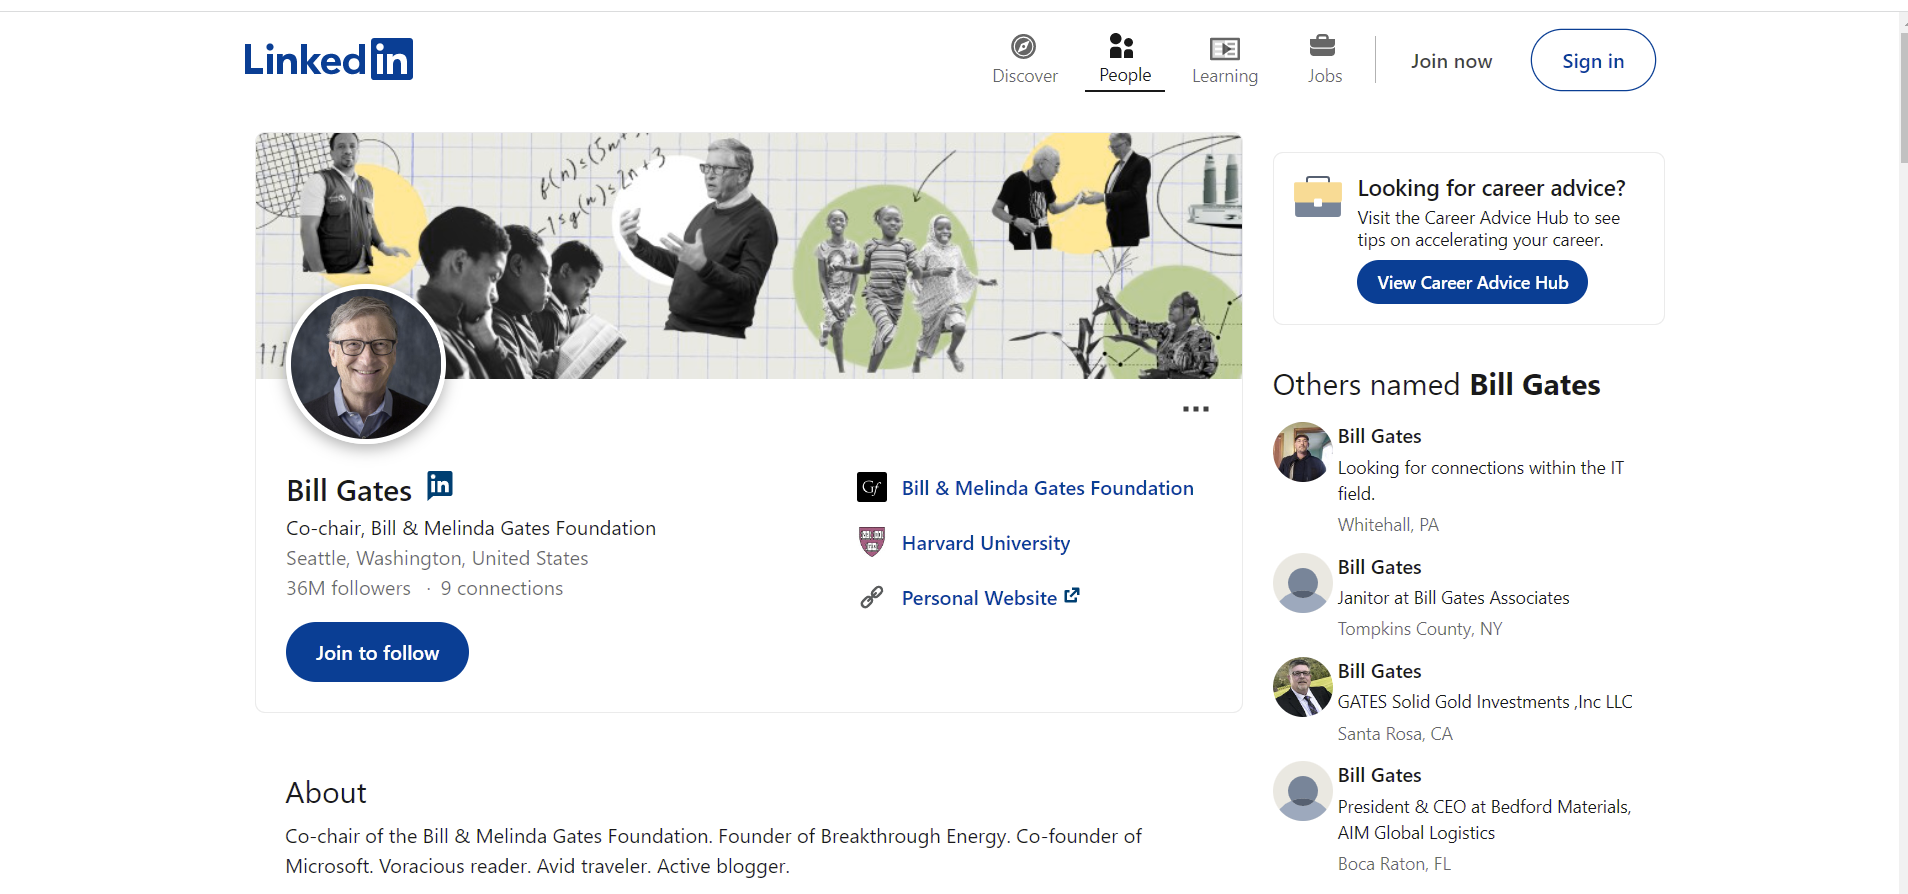 Linkedin
Discover
People
Learning
Jobs
Join now
Sign in
f(n)≤(5n+
-1≤g(n)≤2n+3
11]
Bill Gates in
Co-chair, Bill & Melinda Gates Foundation
Seattle, Washington, United States
36M followers · 9 connections
Join to follow
Gf Bill & Melinda Gates Foundation
Harvard University
Personal Website
About
Co-chair of the Bill & Melinda Gates Foundation. Founder of Breakthrough Energy. Co-founder of
Microsoft. Voracious reader. Avid traveler. Active blogger.
Looking for career advice?
Visit the Career Advice Hub to see
tips on accelerating your career.
View Career Advice Hub
Others named Bill Gates
Bill Gates
Looking for connections within the IT
field.
Whitehall, PA
Bill Gates
Janitor at Bill Gates Associates
Tompkins County, NY
Bill Gates
GATES Solid Gold Investments ,Inc LLC
Santa Rosa, CA
Bill Gates
President & CEO at Bedford Materials,
AIM Global Logistics
Boca Raton, FL